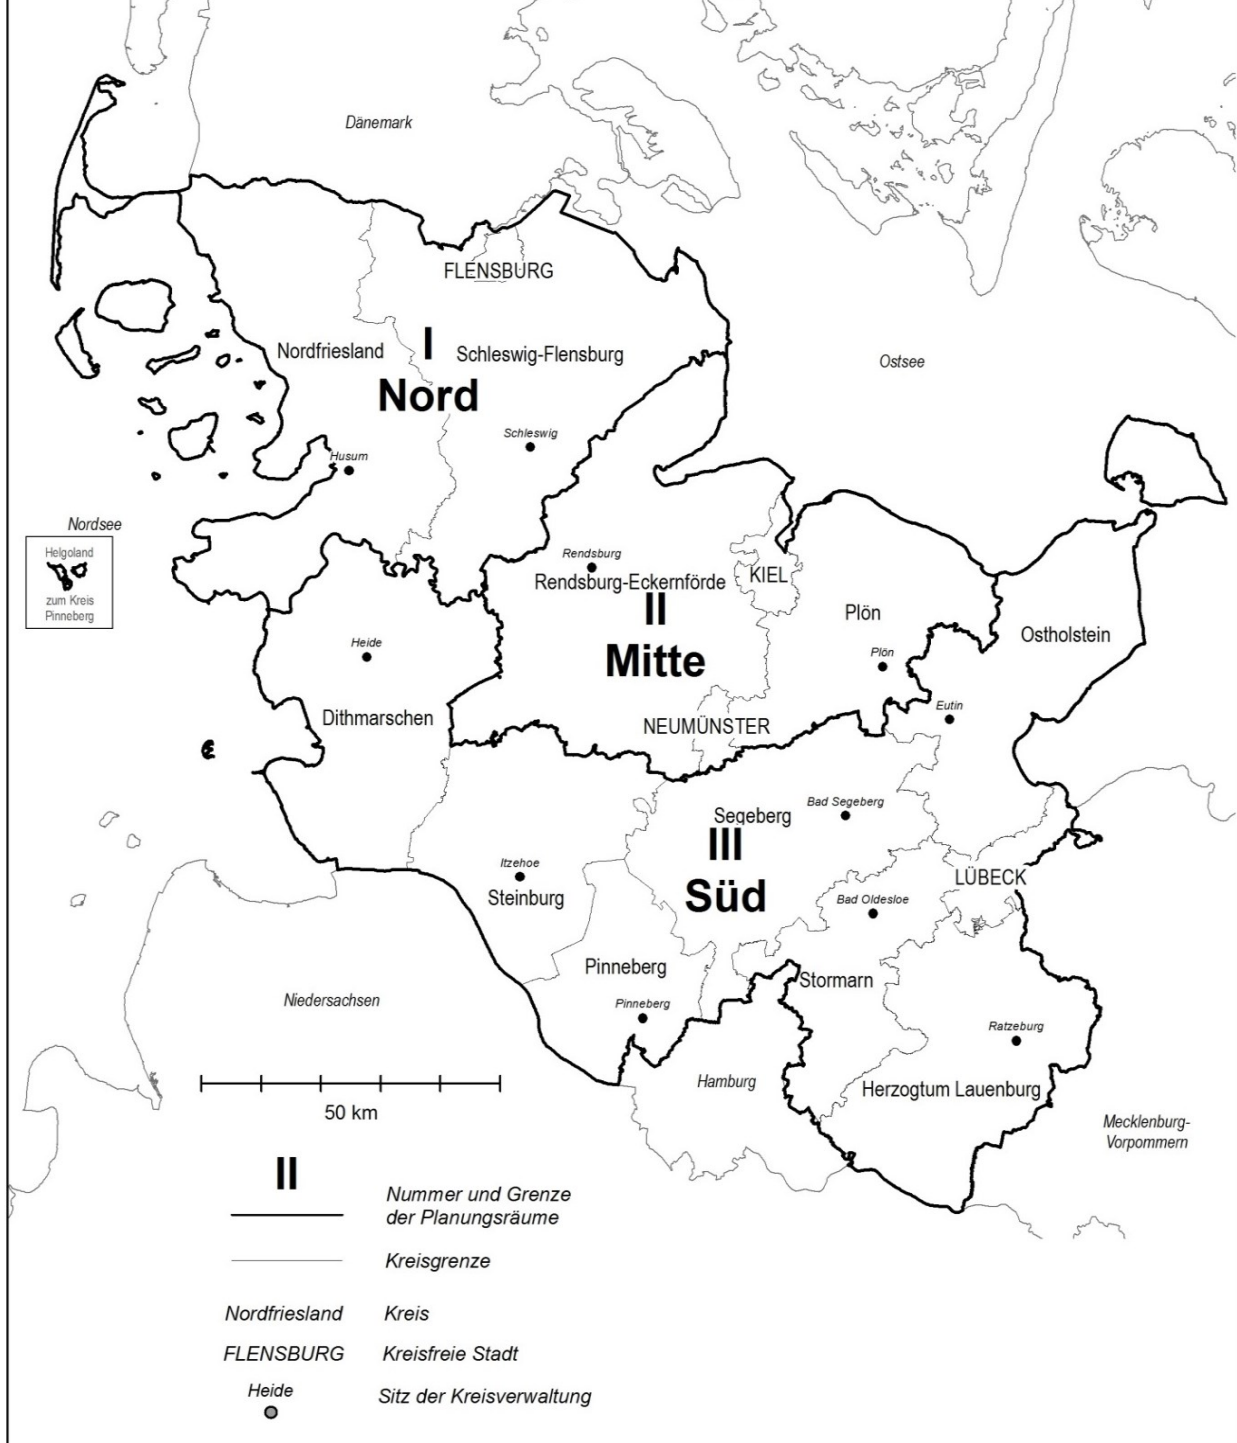 Dänemark
FLENSBURG
Nordfriesland
I
Nord
Schleswig-Flensburg
Ostsee
Schleswig
Husum
Nordsee
Helgoland
zum Kreis
Pinneberg
Rendsburg
Rendsburg-Eckernförde
KIEL
II
Mitte
Plön
Plön
Ostholstein
Heide
Dithmarschen
Eutin
NEUMÜNSTER
Segeberg
Bad Segeberg
III
Süd
Itzehoe
Steinburg
LÜBECK
Bad Oldesloe
Pinneberg
Pinneberg
Stormarn
Niedersachsen
Ratzeburg
Hamburg
Herzogtum Lauenburg
Mecklenburg-
Vorpommern
50 km
II
Nummer und Grenze
der Planungsräume
Kreisgrenze
Nordfriesland Kreis
FLENSBURG Kreisfreie Stadt
Heide Sitz der Kreisverwaltung